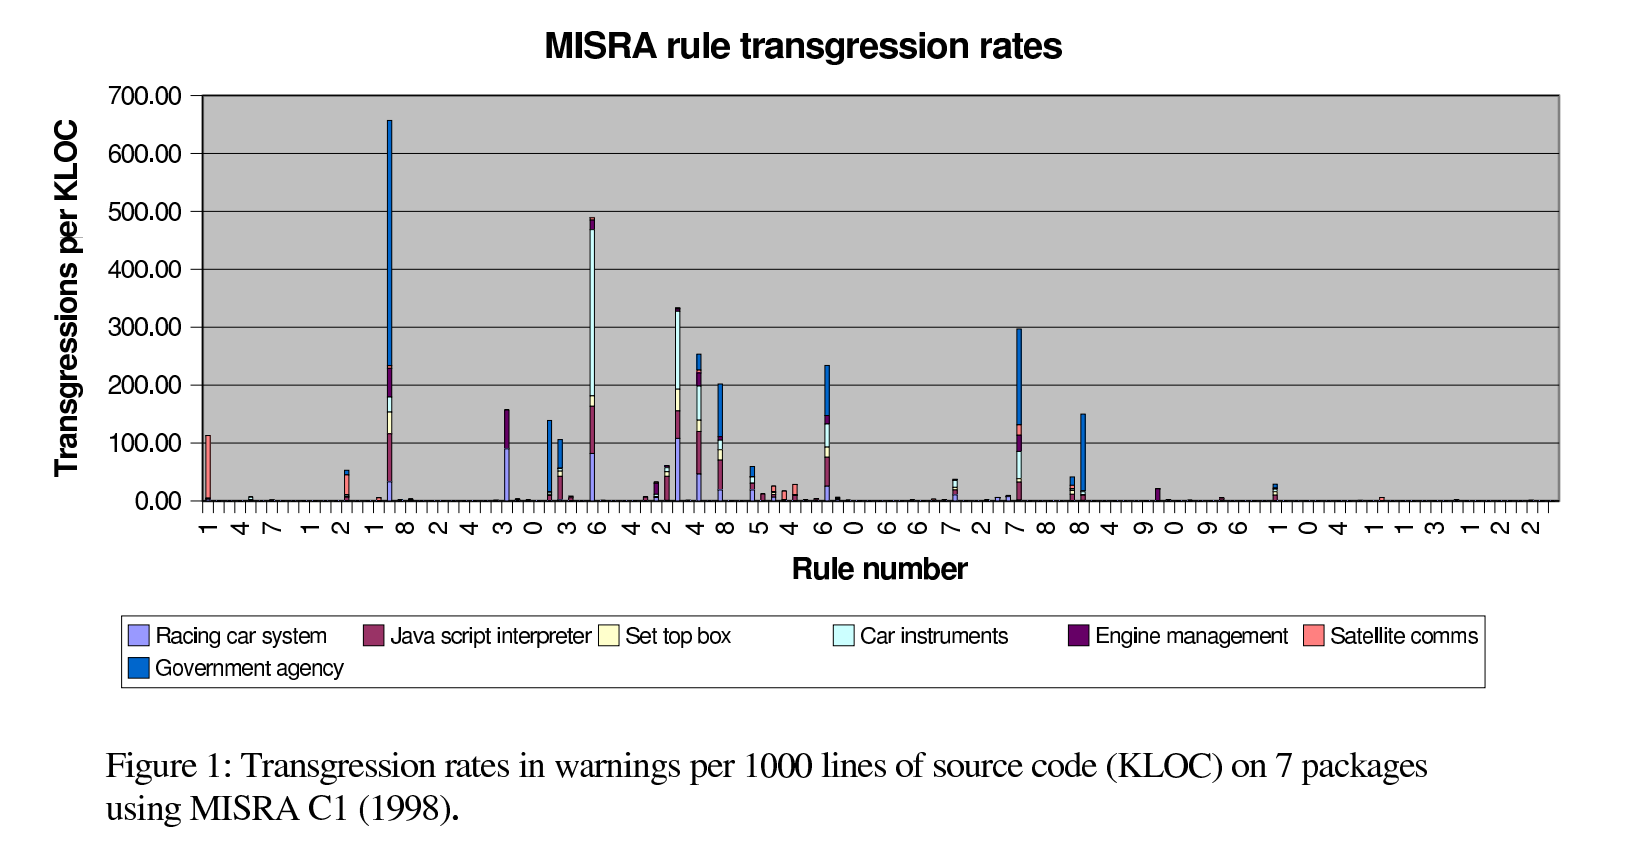 MISRA rule transgression rates
Transgressions per KLOC
700.00
600.00
500.00
400.00
300.00
200.00
100.00
0.00
1 4 7 1 2 1 8 2 4 3 0 3 6 4 2 4 8 5 4 6 0 6 6 7 2 7 8 8 4 9 0 9 6 1 0 4 1 1 3 1 2 2
Rule number
Racing car system Java script interpreter Set top box Car instruments Engine management Satellite comms
Government agency
Figure 1: Transgression rates in warnings per 1000 lines of source code (KLOC) on 7 packages
using MISRA C1 (1998).